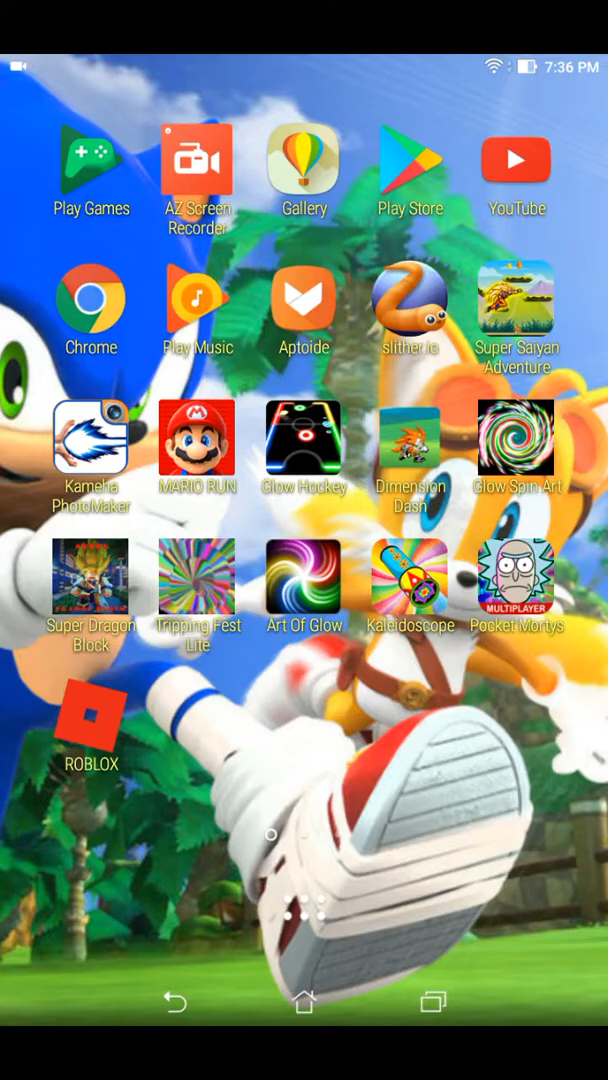 7:36 PM
Play Games
AZ Screen
Recorder
Gallery
Play Store
YouTube
Chrome
Play Music
Aptoide
slither.io
Super Saiyan
Adventure
Kameha
PhotoMaker
MARIO RUN
Glow Hockey
Dimension
Dash
Glow Spin Art
Super Dragon
Block
Tripping Fest
Lite
Art Of Glow
Kaleidoscope
MULTIPLAYER
Pocket Mortys
ROBLOX